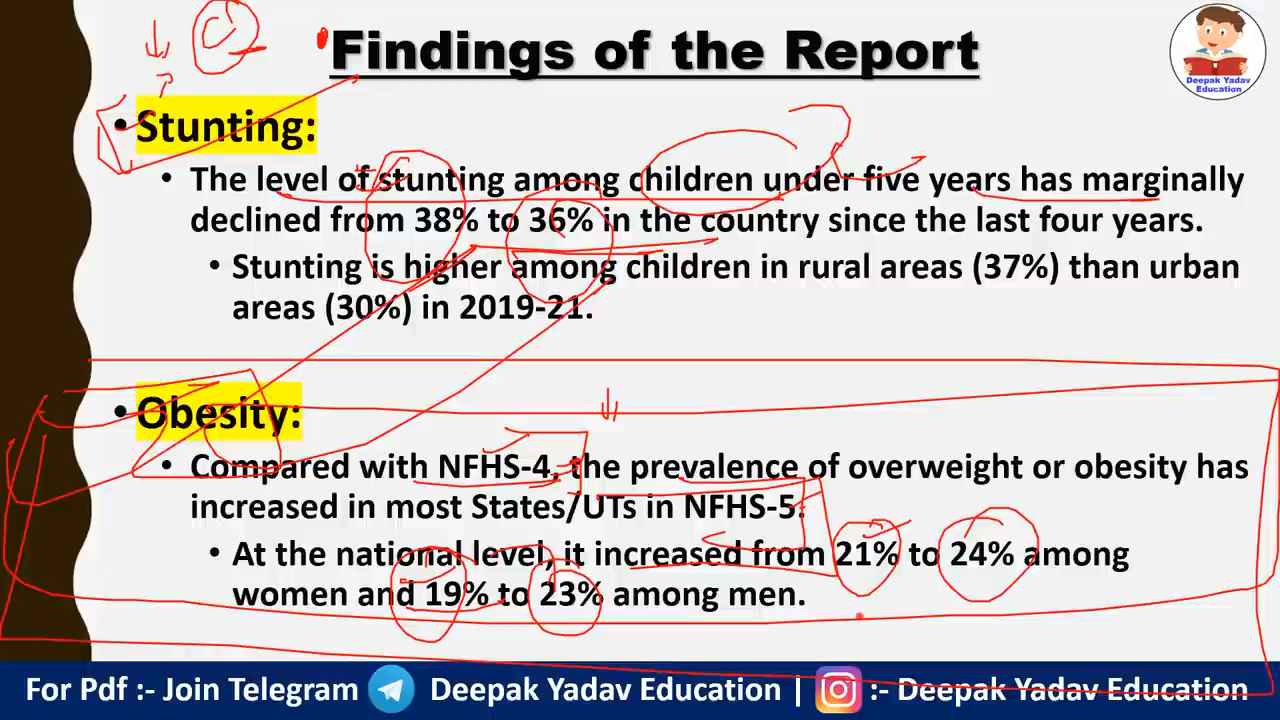 Findings of the Report
Deepak Yadav
Education
• Stunting:
• The level of stunting among children under five years has marginally
declined from 38% to 36% in the country since the last four years.
• Stunting is higher among children in rural areas (37%) than urban
areas (30%) in 2019-21.
• Obesity:
• Compared with NFHS-4, the prevalence of overweight or obesity has
increased in most States/UTs in NFHS-5.
• At the national level, it increased from 21% to 24% among
women and 19% to 23% among men.
For Pdf :- Join Telegram Deepak Yadav Education | :- Deepak Yadav Education